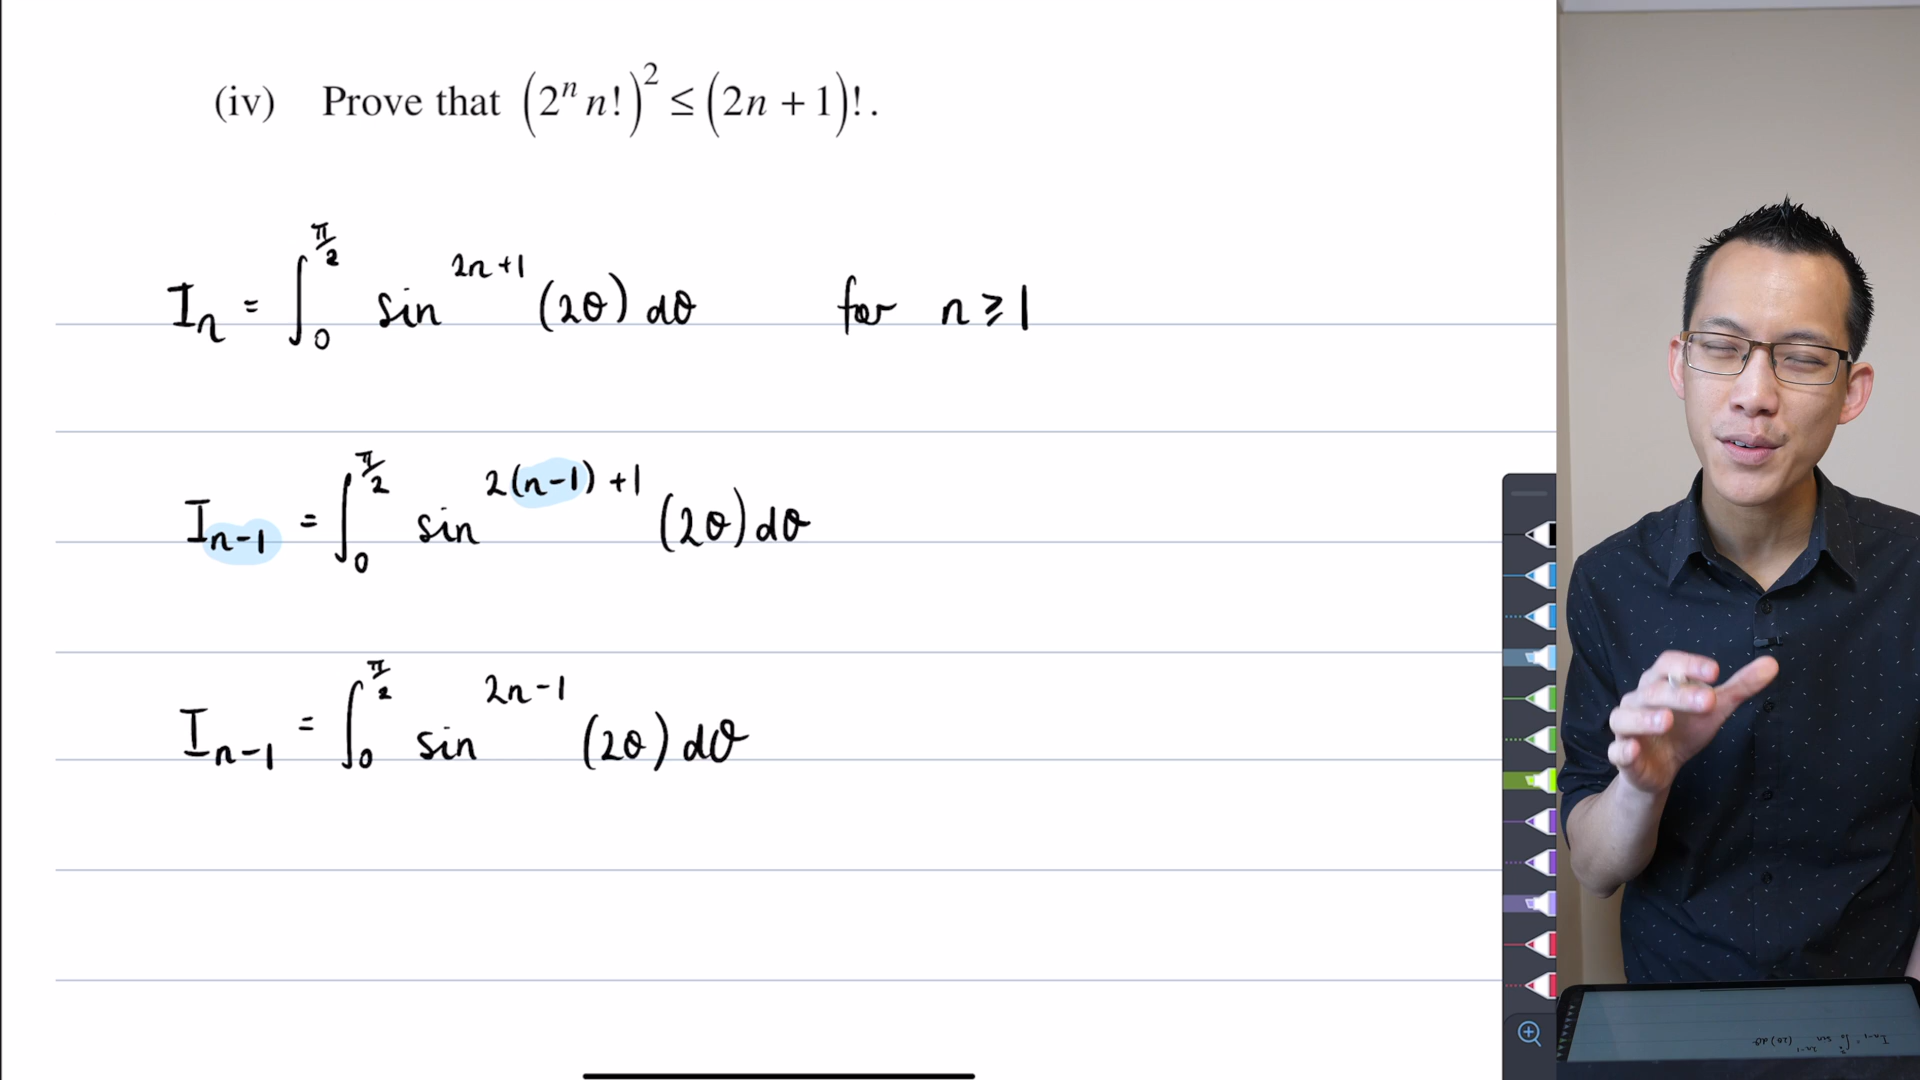 (iv) Prove that (2ⁿ n!)² ≤ (2n + 1)!.
Iₙ = ∫₀^(π/2) sin^(2n+1) (2θ) dθ for n ≥ 1
Iₙ₋₁ = ∫₀^(π/2) sin^(2(n-1)+1) (2θ) dθ
Iₙ₋₁ = ∫₀^(π/2) sin^(2n-1) (2θ) dθ